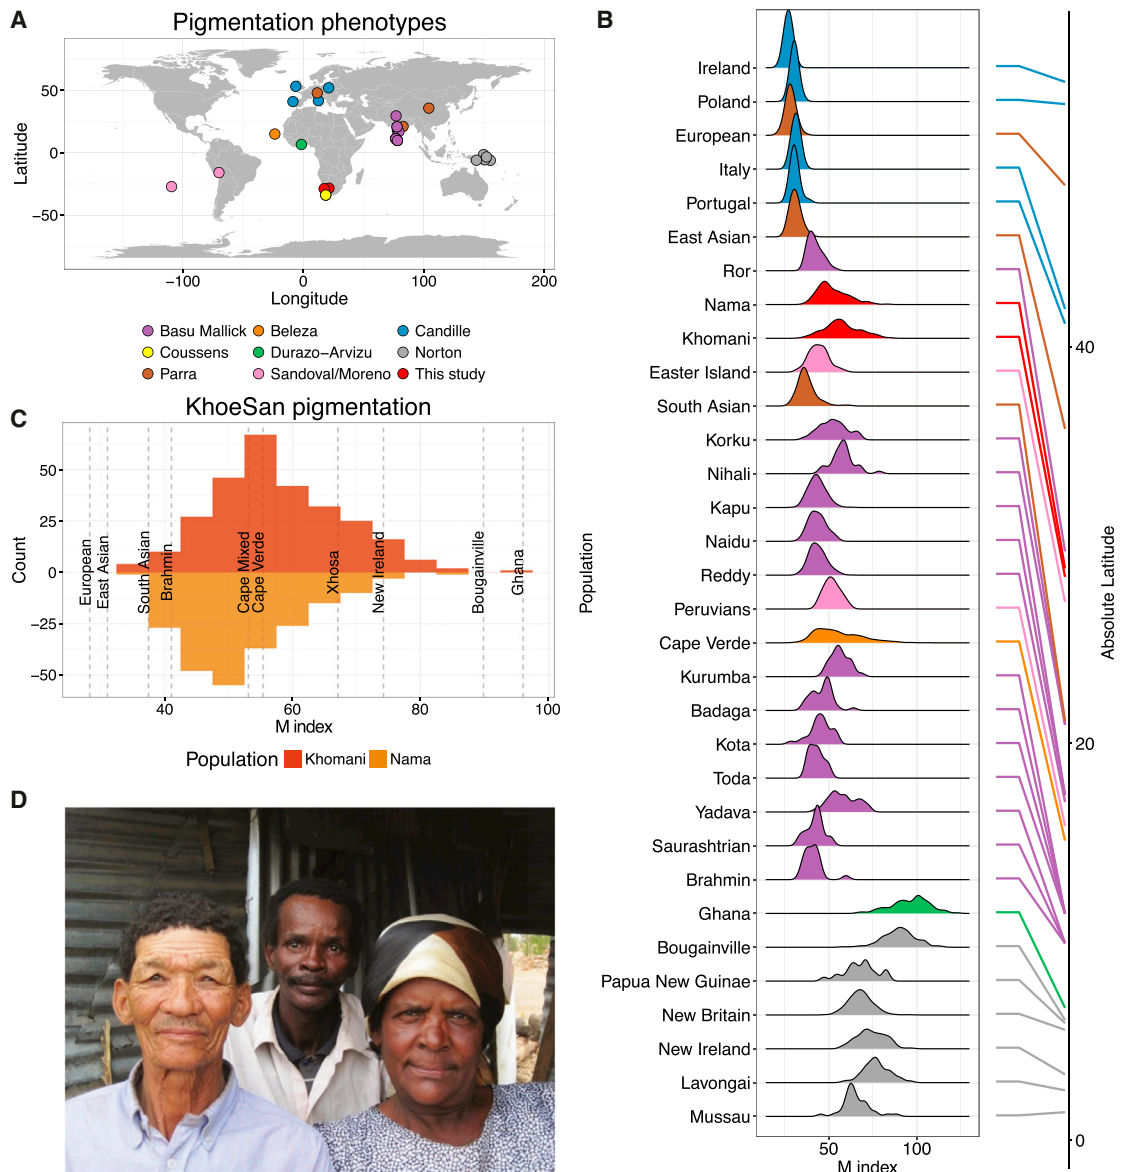 A
Pigmentation phenotypes
Latitude
50
0
−50
−100
0
100
200
Longitude
Basu Mallick
Beleza
Candille
Coussens
Durazo−Arvizu
Norton
Parra
Sandoval/Moreno
This study
C
KhoeSan pigmentation
Count
50
25
0
−25
−50
European
East Asian
South Asian
Brahmin
Cape Mixed
Cape Verde
Xhosa
New Ireland
Bougainville
Ghana
40
60
80
100
M index
Population
Khomani
Nama
D
B
Population
Ireland
Poland
European
Italy
Portugal
East Asian
Ror
Nama
Khomani
Easter Island
South Asian
Korku
Nihali
Kapu
Naidu
Reddy
Peruvians
Cape Verde
Kurumba
Badaga
Kota
Toda
Yadava
Saurashtrian
Brahmin
Ghana
Bougainville
Papua New Guinae
New Britain
New Ireland
Lavongai
Mussau
50
100
M index
40
20
0
Absolute Latitude